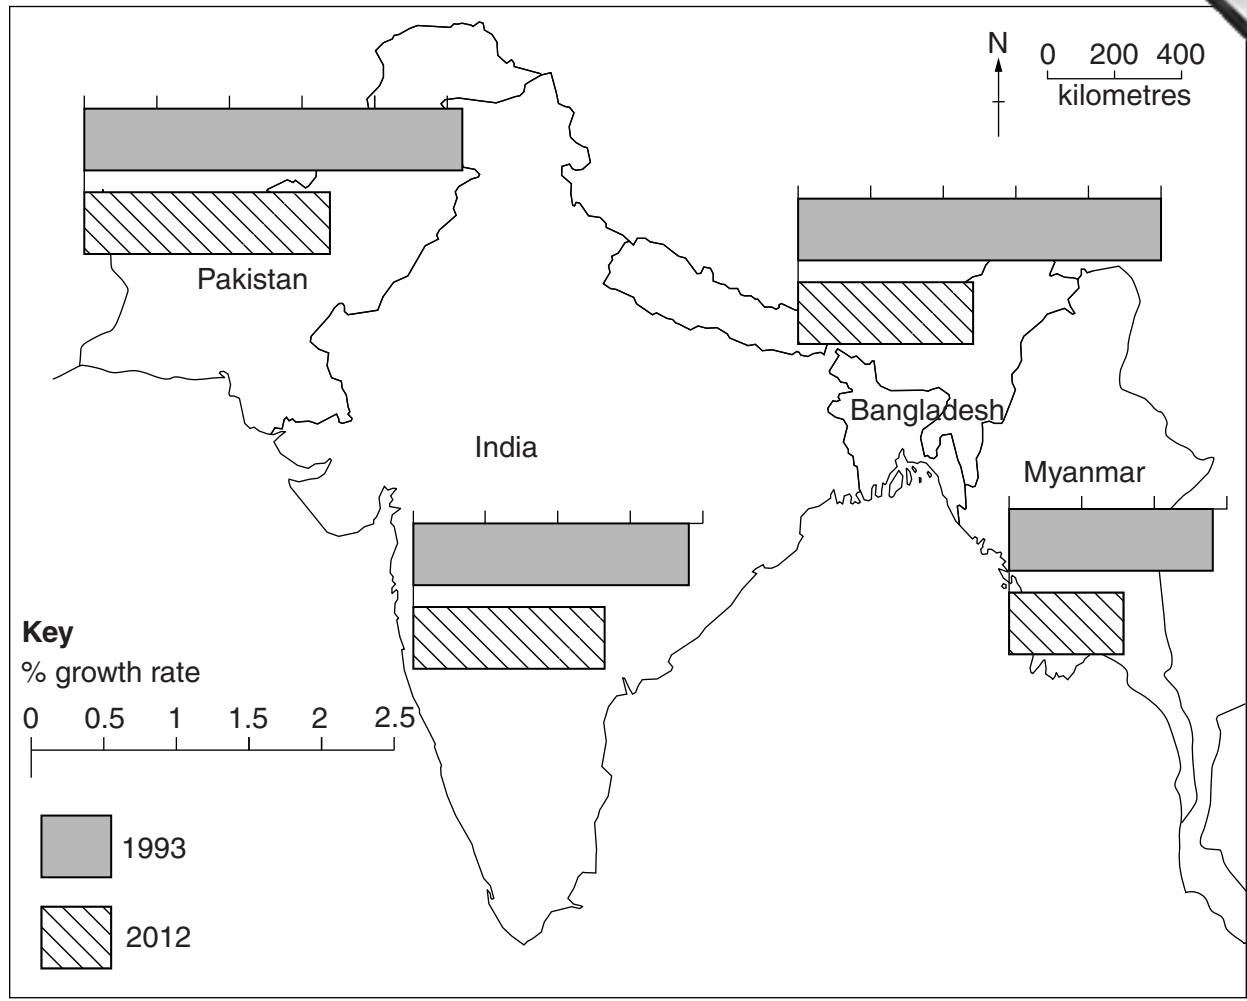 N
0 200 400
kilometres
Pakistan
Bangladesh
India
Myanmar
Key
% growth rate
0 0.5 1 1.5 2 2.5
1993
2012